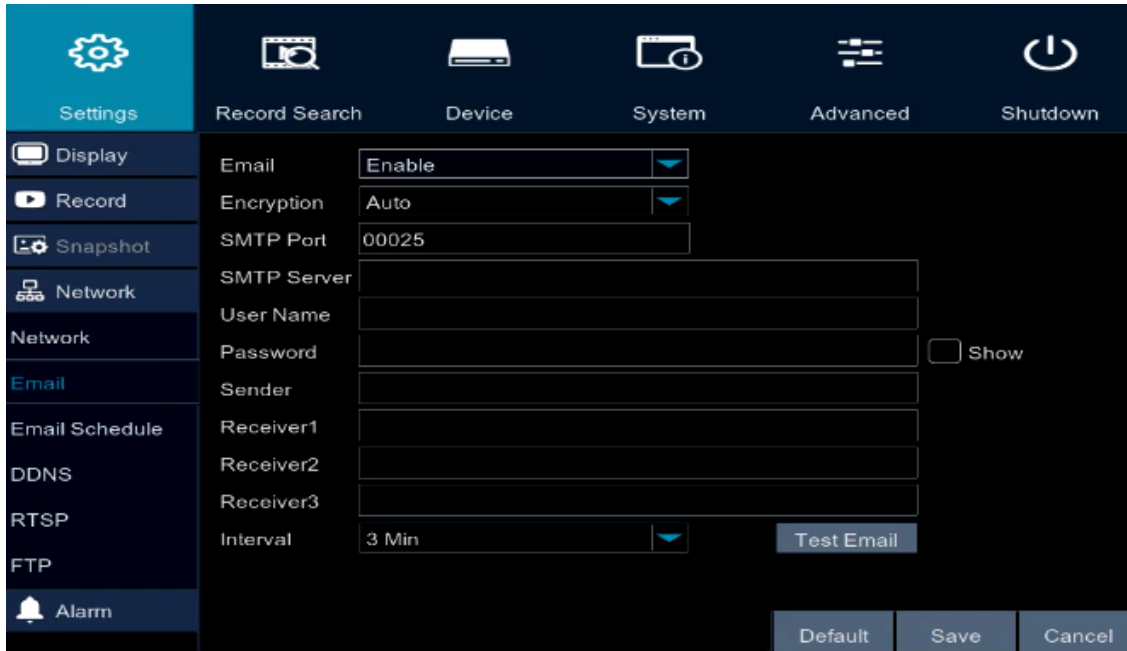 Settings Record Search Device System Advanced Shutdown
Display
Record
Snapshot
Network
Network
Email
Email Schedule
DDNS
RTSP
FTP
Alarm
Email Enable
Encryption Auto
SMTP Port 00025
SMTP Server
User Name
Password Show
Sender
Receiver1
Receiver2
Receiver3
Interval 3 Min Test Email
Default Save Cancel